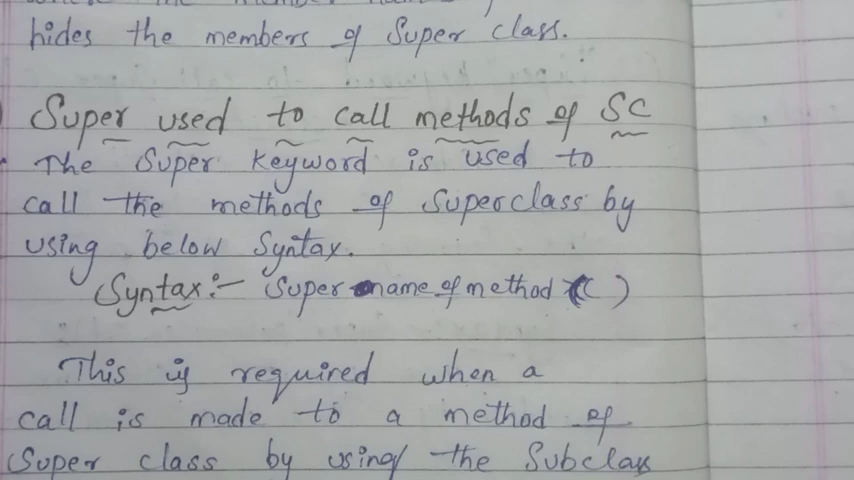 hides the members of Super class.
Super used to call methods of SC
The Super keyword is used to
call the methods of Superclass by
using below Syntax.
Syntax:- Super name of method ( )
This is required when a
call is made to a method of
Super class by using the Subclass